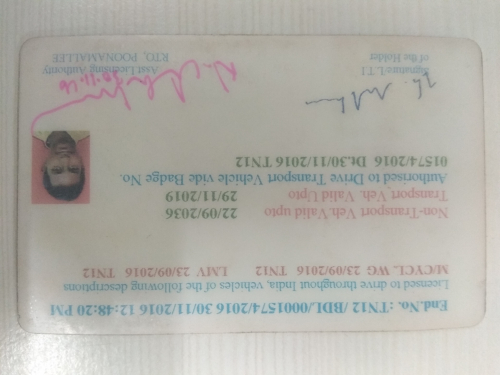 End.No. : TN12 /BDL/0001574/2016 30/11/2016 12:48:20 PM
Licensed to drive throughout India, vehicles of the following descriptions
M/CYCL. WG 23/09/2016 TN12 LMV 23/09/2016 TN12
Non-Transport Veh. Valid upto 22/09/2036
Transport Veh. Valid Upto 29/11/2019
Authorised to Drive Transport Vehicle vide Badge No.
01574/2016 Dt.30/11/2016 TN12
Signature/L.T.I of the Holder
Asst Licensing Authority
RTO, POONAMALLEE